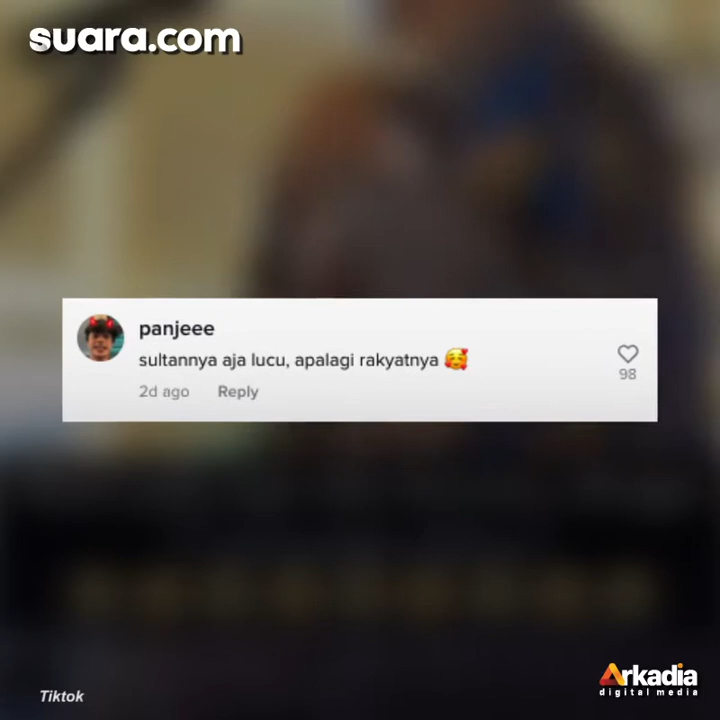 suara.com
panjeee
sultannya aja lucu, apalagi rakyatnya 🥰
2d ago Reply
98
Tiktok
Arkadia
digital media